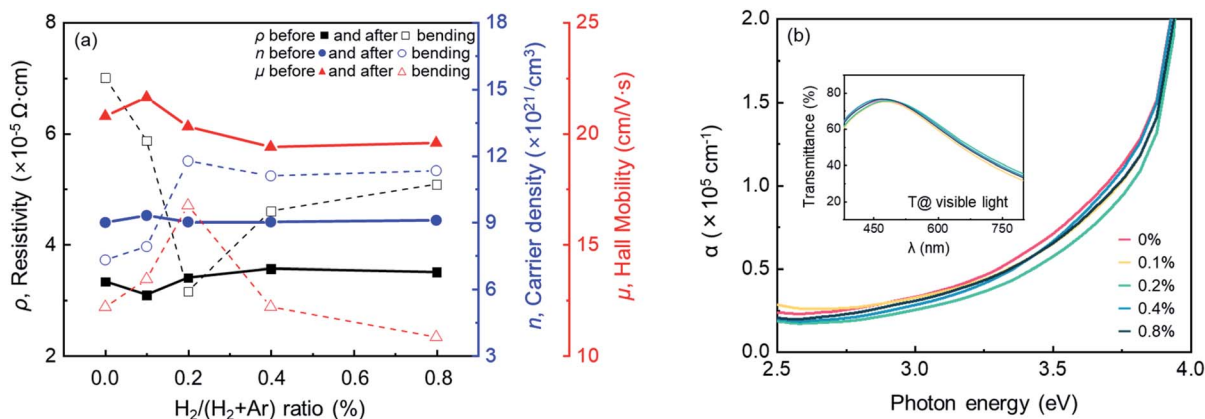 (a)
ρ before ■ and after □ bending
n before ● and after ○ bending
μ before ▲ and after △ bending
ρ, Resistivity (×10⁻⁵ Ω·cm)
8
6
4
2
0.0 0.2 0.4 0.6 0.8
H₂/(H₂+Ar) ratio (%)
18
15
12
9
6
3
n, Carrier density (×10²¹/cm³)
25
20
15
10
μ, Hall Mobility (cm/V·s)
(b)
α (×10⁵ cm⁻¹)
2.0
1.5
1.0
0.5
0.0
2.5 3.0 3.5 4.0
Photon energy (eV)
Transmittance (%)
80
60
40
20
T@ visible light
450 600 750
λ (nm)
0%
0.1%
0.2%
0.4%
0.8%